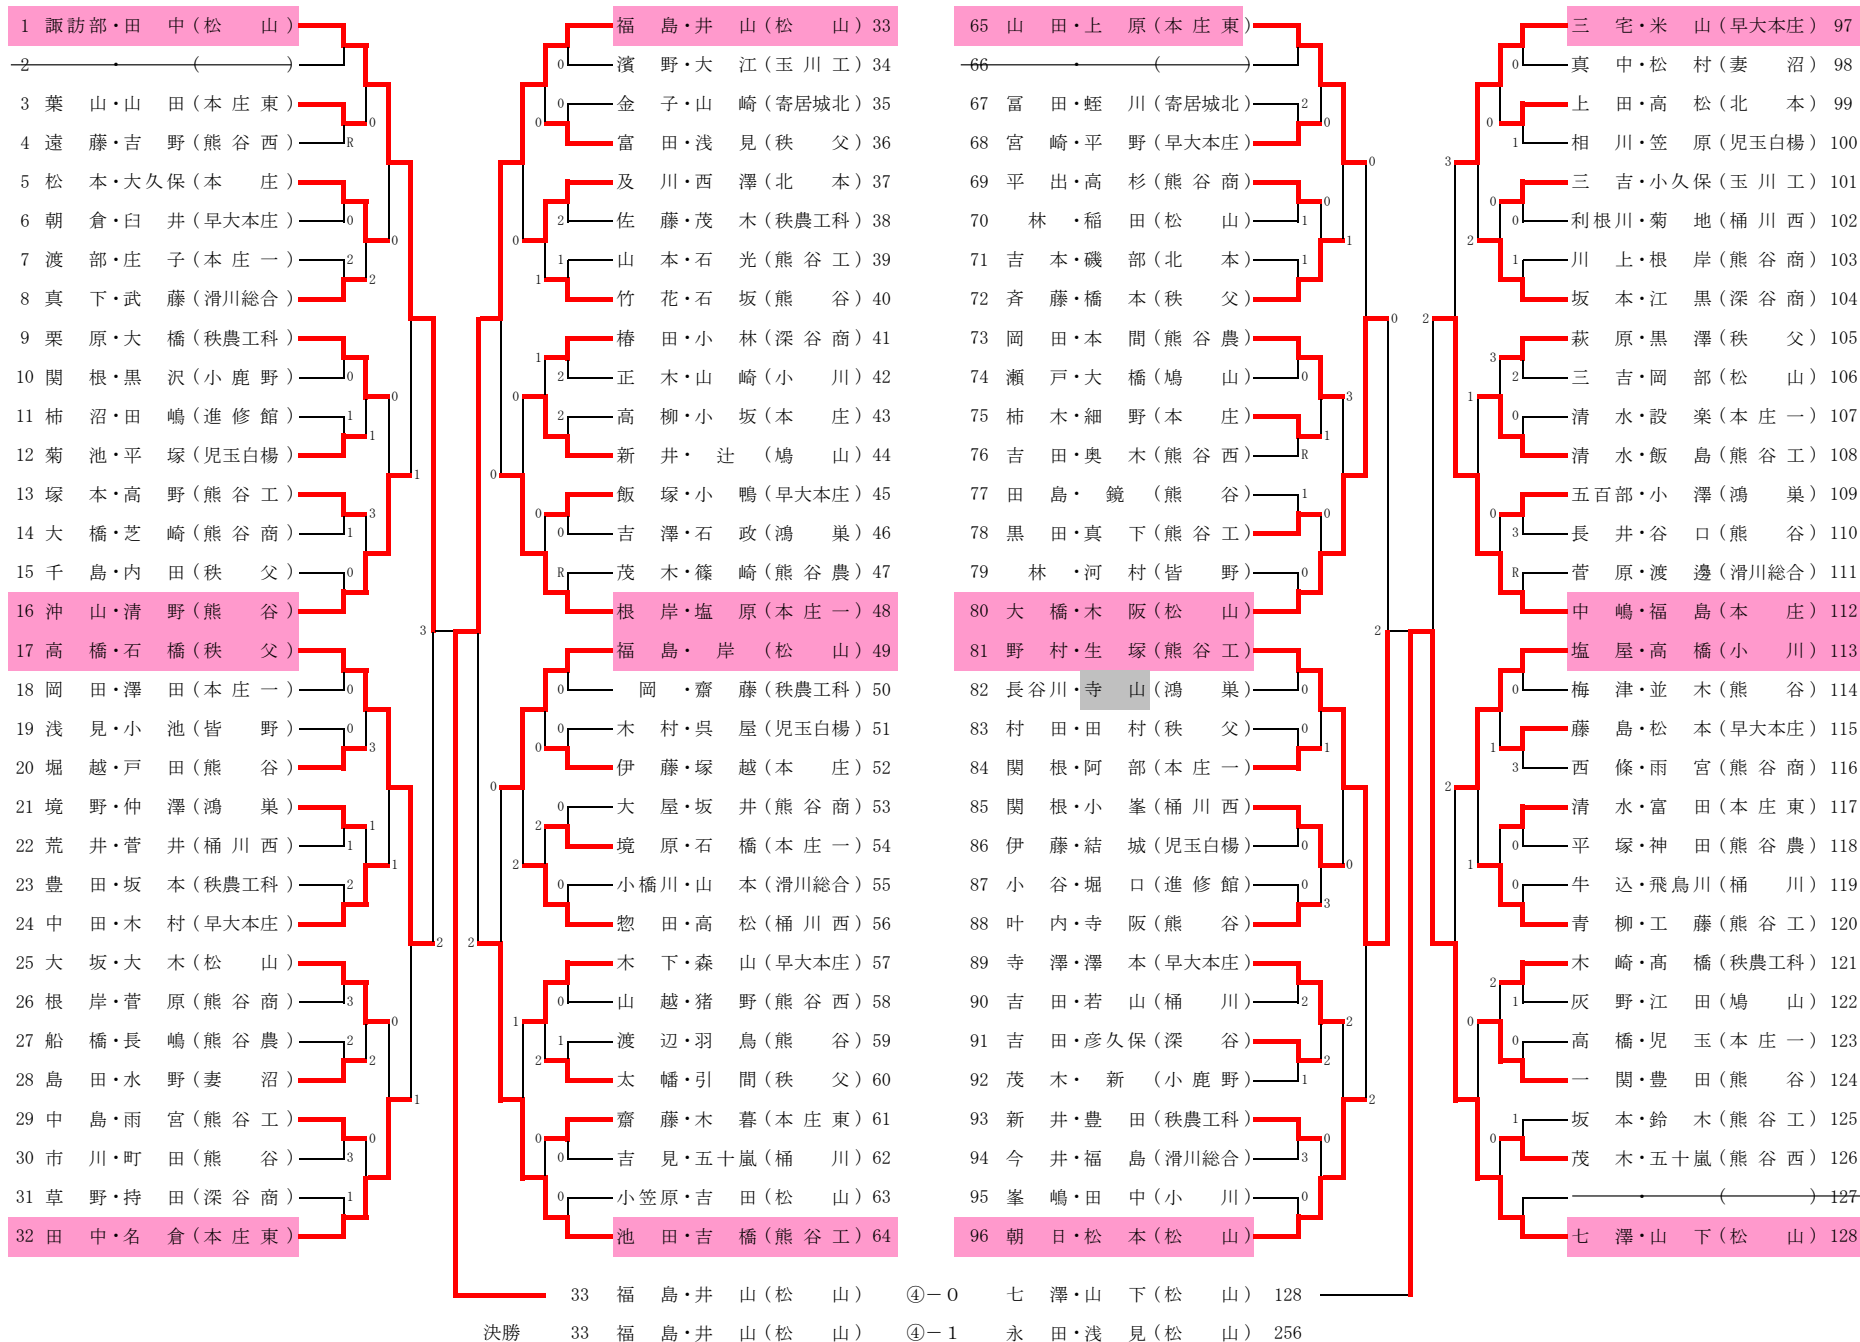 1 諏訪部・田 中(松 山)
2 ・ ( )
3 葉 山・山 田(本庄東)
4 遠 藤・吉 野(熊谷西)
5 松 本・大久保(本 庄)
6 朝 倉・臼 井(早大本庄)
7 渡 部・庄 子(本庄一)
8 真 下・武 藤(滑川総合)
9 栗 原・大 橋(秩農工科)
10 関 根・黒 沢(小鹿野)
11 柿 沼・田 嶋(進修館)
12 菊 池・平 塚(児玉白楊)
13 塚 本・高 野(熊谷工)
14 大 橋・芝 崎(熊谷商)
15 千 島・内 田(秩 父)
16 沖 山・清 野(熊 谷)
17 高 橋・石 橋(秩 父)
18 岡 田・澤 田(本庄一)
19 浅 見・小 池(皆 野)
20 堀 越・戸 田(熊 谷)
21 境 野・仲 澤(鴻 巣)
22 荒 井・菅 井(桶川西)
23 豊 田・坂 本(秩農工科)
24 中 田・木 村(早大本庄)
25 大 坂・大 木(松 山)
26 根 岸・菅 原(熊谷商)
27 船 橋・長 嶋(熊谷農)
28 島 田・水 野(妻 沼)
29 中 島・雨 宮(熊谷工)
30 市 川・町 田(熊 谷)
31 草 野・持 田(深谷商)
32 田 中・名 倉(本庄東)
福 島・井 山(松 山) 33
濱 野・大 江(玉川工) 34
金 子・山 崎(寄居城北) 35
富 田・浅 見(秩 父) 36
及 川・西 澤(北 本) 37
佐 藤・茂 木(秩農工科) 38
山 本・石 光(熊谷工) 39
竹 花・石 坂(熊 谷) 40
椿 田・小 林(深谷商) 41
正 木・山 崎(小 川) 42
高 柳・小 坂(本 庄) 43
新 井・辻 (鳩 山) 44
飯 塚・小 鴨(早大本庄) 45
吉 澤・石 政(鴻 巣) 46
茂 木・篠 崎(熊谷農) 47
根 岸・塩 原(本庄一) 48
福 島・岸 (松 山) 49
岡 ・齋 藤(秩農工科) 50
木 村・呉 屋(児玉白楊) 51
伊 藤・塚 越(本 庄) 52
大 屋・坂 井(熊谷商) 53
境 原・石 橋(本庄一) 54
小橋川・山 本(滑川総合) 55
惣 田・高 松(桶川西) 56
木 下・森 山(早大本庄) 57
山 越・猪 野(熊谷西) 58
渡 辺・羽 鳥(熊 谷) 59
太 幡・引 間(秩 父) 60
齋 藤・木 暮(本庄東) 61
吉 見・五十嵐(桶 川) 62
小笠原・吉 田(松 山) 63
池 田・吉 橋(熊谷工) 64
65 山 田・上 原(本庄東)
66 ・ ( )
67 冨 田・蛭 川(寄居城北)
68 宮 崎・平 野(早大本庄)
69 平 出・高 杉(熊谷商)
70 林 ・稲 田(松 山)
71 吉 本・磯 部(北 本)
72 斉 藤・橋 本(秩 父)
73 岡 田・本 間(熊谷農)
74 瀬 戸・大 橋(鳩 山)
75 柿 木・細 野(本 庄)
76 吉 田・奥 木(熊谷西)
77 田 島・鏡 (熊 谷)
78 黒 田・真 下(熊谷工)
79 林 ・河 村(皆 野)
80 大 橋・木 阪(松 山)
81 野 村・生 塚(熊谷工)
82 長谷川・寺 山(鴻 巣)
83 村 田・田 村(秩 父)
84 関 根・阿 部(本庄一)
85 関 根・小 峯(桶川西)
86 伊 藤・結 城(児玉白楊)
87 小 谷・堀 口(進修館)
88 叶 内・寺 阪(熊 谷)
89 寺 澤・澤 本(早大本庄)
90 吉 田・若 山(桶 川)
91 吉 田・彦久保(深 谷)
92 茂 木・新 (小鹿野)
93 新 井・豊 田(秩農工科)
94 今 井・福 島(滑川総合)
95 峯 嶋・田 中(小 川)
96 朝 日・松 本(松 山)
三 宅・米 山(早大本庄) 97
真 中・松 村(妻 沼) 98
上 田・高 松(北 本) 99
相 川・笠 原(児玉白楊) 100
三 吉・小久保(玉川工) 101
利根川・菊 地(桶川西) 102
川 上・根 岸(熊谷商) 103
坂 本・江 黒(深谷商) 104
萩 原・黒 澤(秩 父) 105
三 吉・岡 部(松 山) 106
清 水・設 楽(本庄一) 107
清 水・飯 島(熊谷工) 108
五百部・小 澤(鴻 巣) 109
長 井・谷 口(熊 谷) 110
菅 原・渡 邊(滑川総合) 111
中 嶋・福 島(本 庄) 112
塩 屋・高 橋(小 川) 113
梅 津・並 木(熊 谷) 114
藤 島・松 本(早大本庄) 115
西 條・雨 宮(熊谷商) 116
清 水・富 田(本庄東) 117
平 塚・神 田(熊谷農) 118
牛 込・飛鳥川(桶 川) 119
青 柳・工 藤(熊谷工) 120
木 崎・髙 橋(秩農工科) 121
灰 野・江 田(鳩 山) 122
高 橋・児 玉(本庄一) 123
一 関・豊 田(熊 谷) 124
坂 本・鈴 木(熊谷工) 125
茂 木・五十嵐(熊谷西) 126
・ ( ) 127
七 澤・山 下(松 山) 128
33 福 島・井 山(松 山) ④－0 七 澤・山 下(松 山) 128
決勝 33 福 島・井 山(松 山) ④－1 永 田・浅 見(松 山) 256